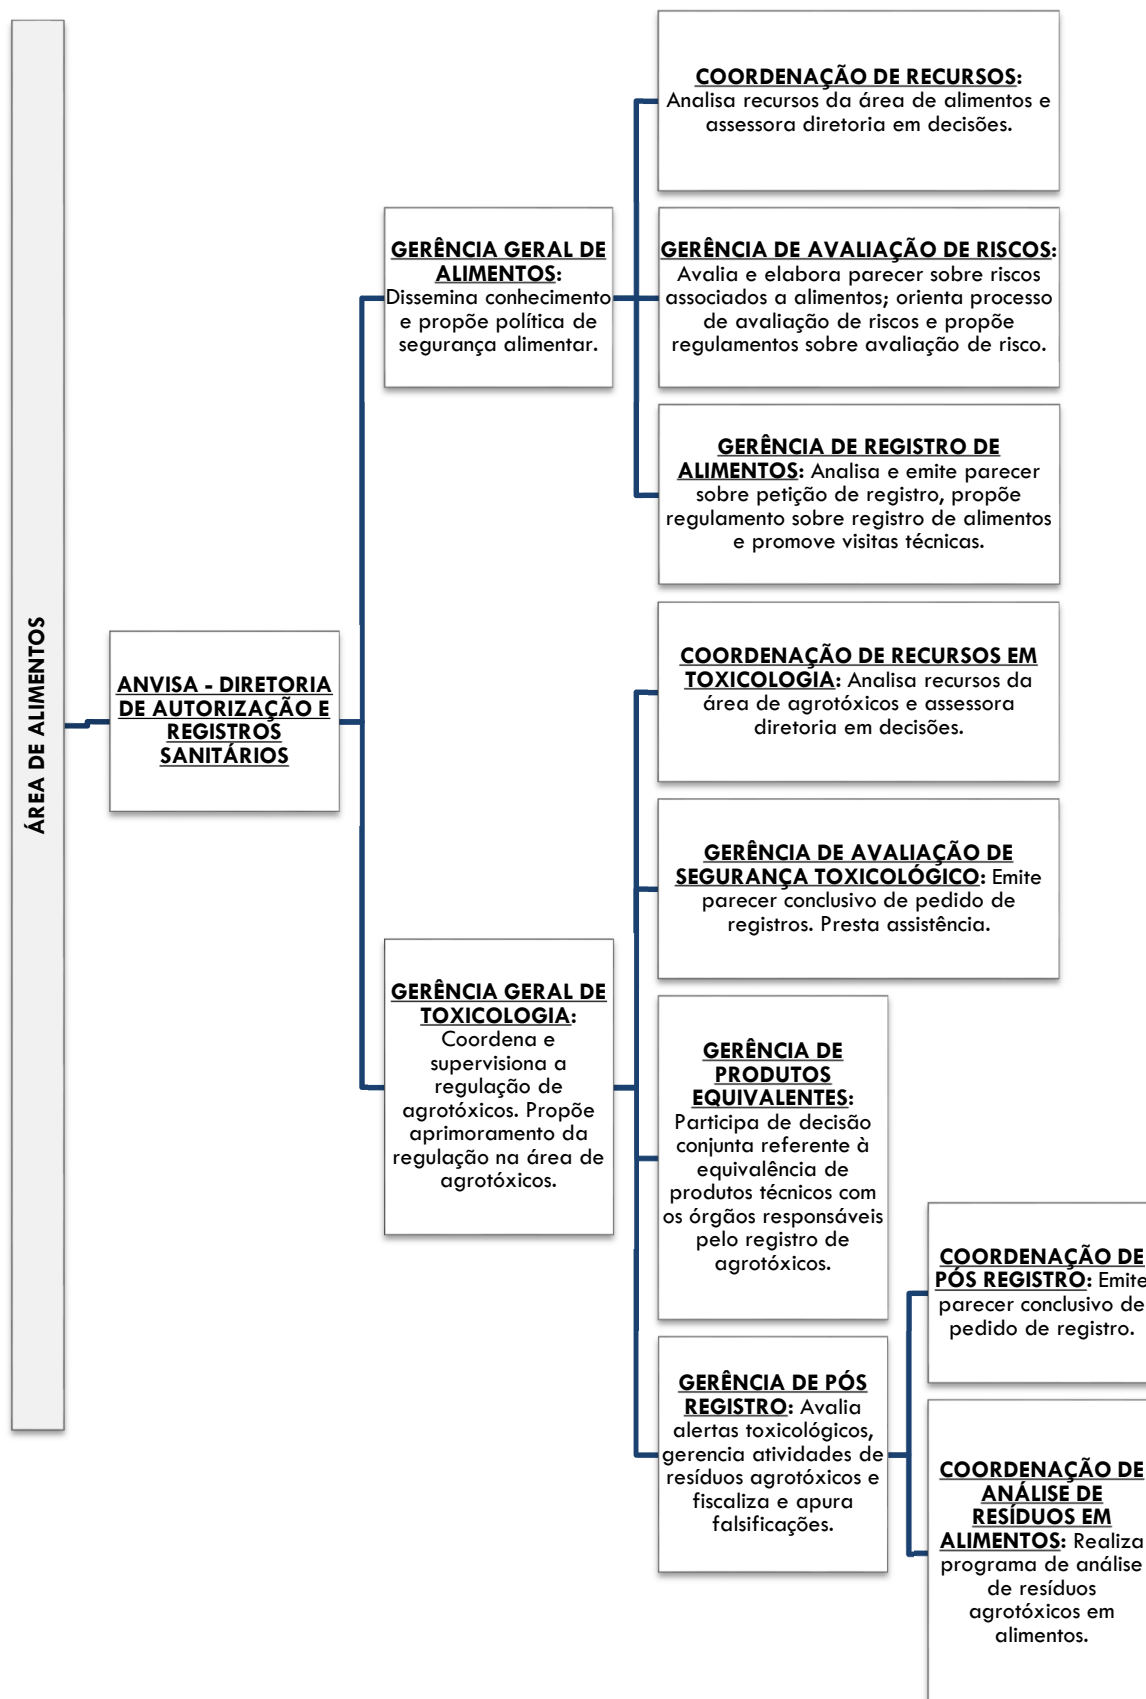 ÁREA DE ALIMENTOS
ANVISA - DIRETORIA
DE AUTORIZAÇÃO E
REGISTROS
SANITÁRIOS
GERÊNCIA GERAL DE
ALIMENTOS:
Dissemina conhecimento
e propõe política de
segurança alimentar.
COORDENAÇÃO DE RECURSOS:
Analisa recursos da área de alimentos e
assessora diretoria em decisões.
GERÊNCIA DE AVALIAÇÃO DE RISCOS:
Avalia e elabora parecer sobre riscos
associados a alimentos; orienta processo
de avaliação de riscos e propõe
regulamentos sobre avaliação de risco.
GERÊNCIA DE REGISTRO DE
ALIMENTOS: Analisa e emite parecer
sobre petição de registro, propõe
regulamento sobre registro de alimentos
e promove visitas técnicas.
GERÊNCIA GERAL DE
TOXICOLOGIA:
Coordena e
supervisiona a
regulação de
agrotóxicos. Propõe
aprimoramento da
regulação na área de
agrotóxicos.
COORDENAÇÃO DE RECURSOS EM
TOXICOLOGIA: Analisa recursos da
área de agrotóxicos e assessora
diretoria em decisões.
GERÊNCIA DE AVALIAÇÃO DE
SEGURANÇA TOXICOLÓGICO: Emite
parecer conclusivo de pedido de
registros. Presta assistência.
GERÊNCIA DE
PRODUTOS
EQUIVALENTES:
Participa de decisão
conjunta referente à
equivalência de
produtos técnicos com
os órgãos responsáveis
pelo registro de
agrotóxicos.
GERÊNCIA DE PÓS
REGISTRO: Avalia
alertas toxicológicos,
gerencia atividades de
resíduos agrotóxicos e
fiscaliza e apura
falsificações.
COORDENAÇÃO DE
PÓS REGISTRO: Emite
parecer conclusivo de
pedido de registro.
COORDENAÇÃO DE
ANÁLISE DE
RESÍDUOS EM
ALIMENTOS: Realiza
programa de análise
de resíduos
agrotóxicos em
alimentos.